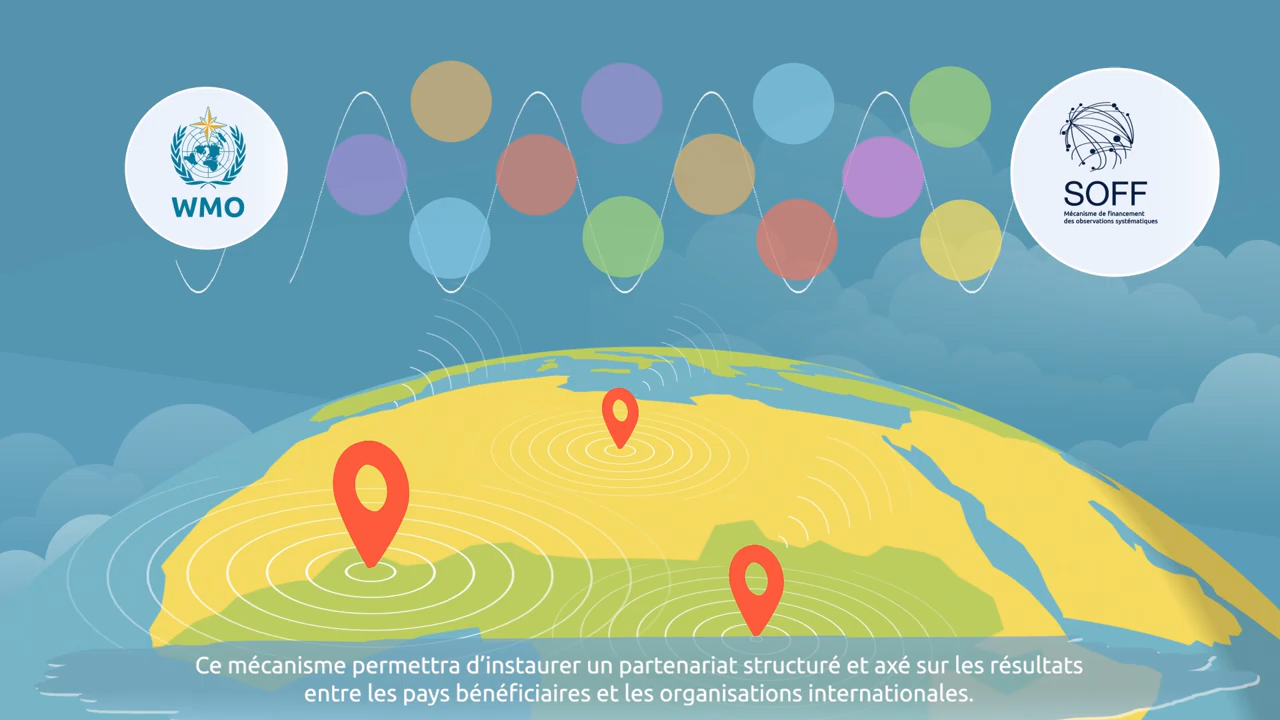 WMO
SOFF
Mécanisme de financement
des observations systématiques
Ce mécanisme permettra d'instaurer un partenariat structuré et axé sur les résultats
entre les pays bénéficiaires et les organisations internationales.